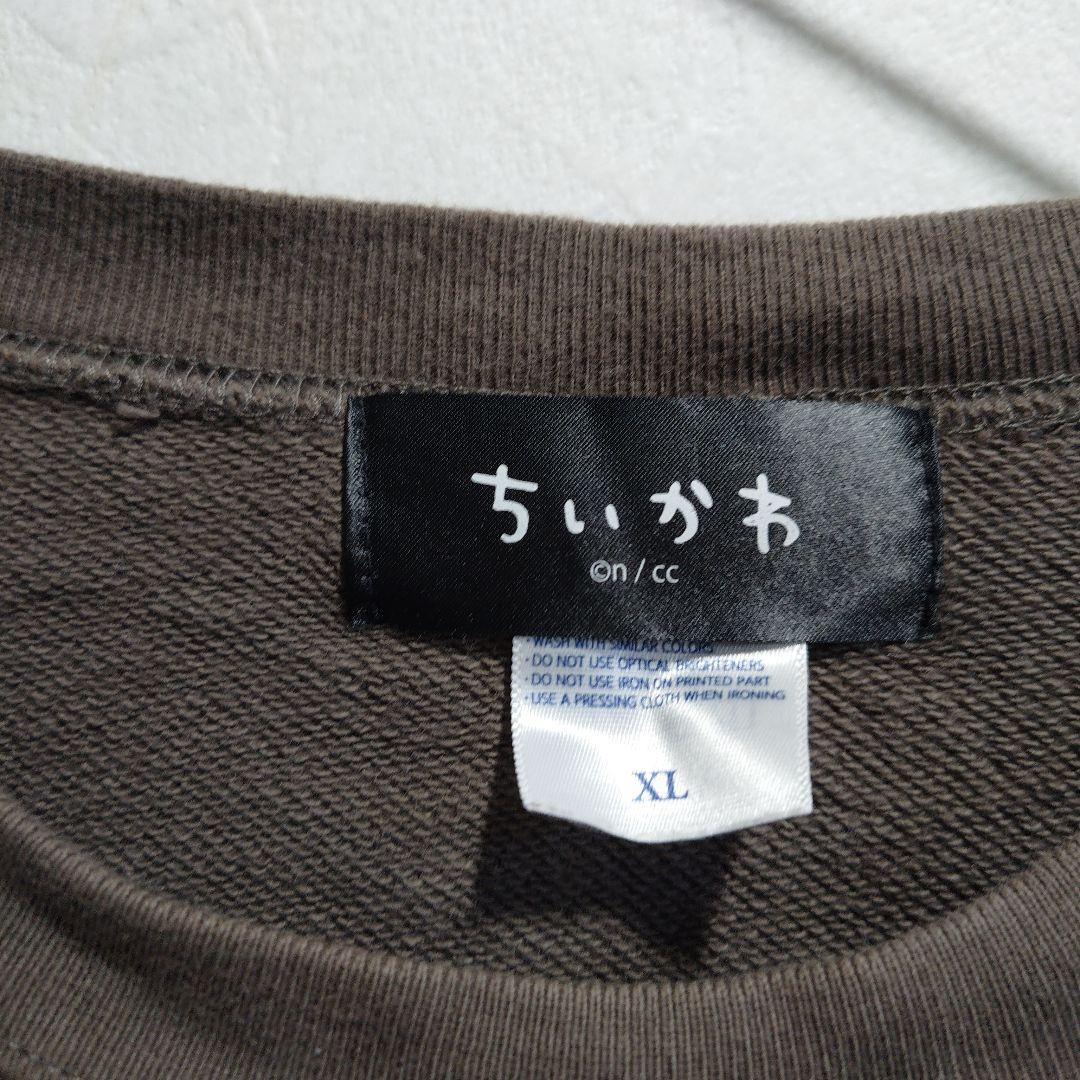 ちいかわ
©n / cc
・WASH WITH SIMILAR COLORS
・DO NOT USE OPTICAL BRIGHTENERS
・DO NOT USE IRON ON PRINTED PART
・USE A PRESSING CLOTH WHEN IRONING
XL